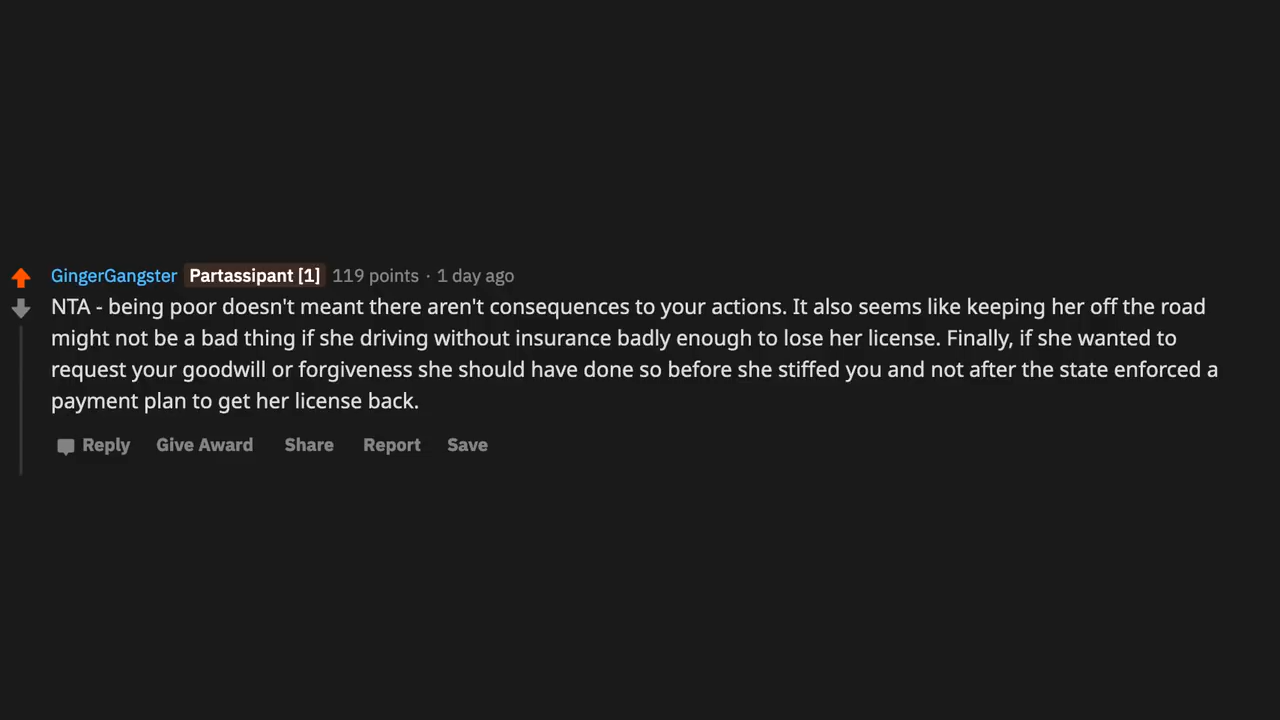 GingerGangster Partassipant [1] 119 points · 1 day ago
NTA - being poor doesn't meant there aren't consequences to your actions. It also seems like keeping her off the road
might not be a bad thing if she driving without insurance badly enough to lose her license. Finally, if she wanted to
request your goodwill or forgiveness she should have done so before she stiffed you and not after the state enforced a
payment plan to get her license back.
Reply Give Award Share Report Save